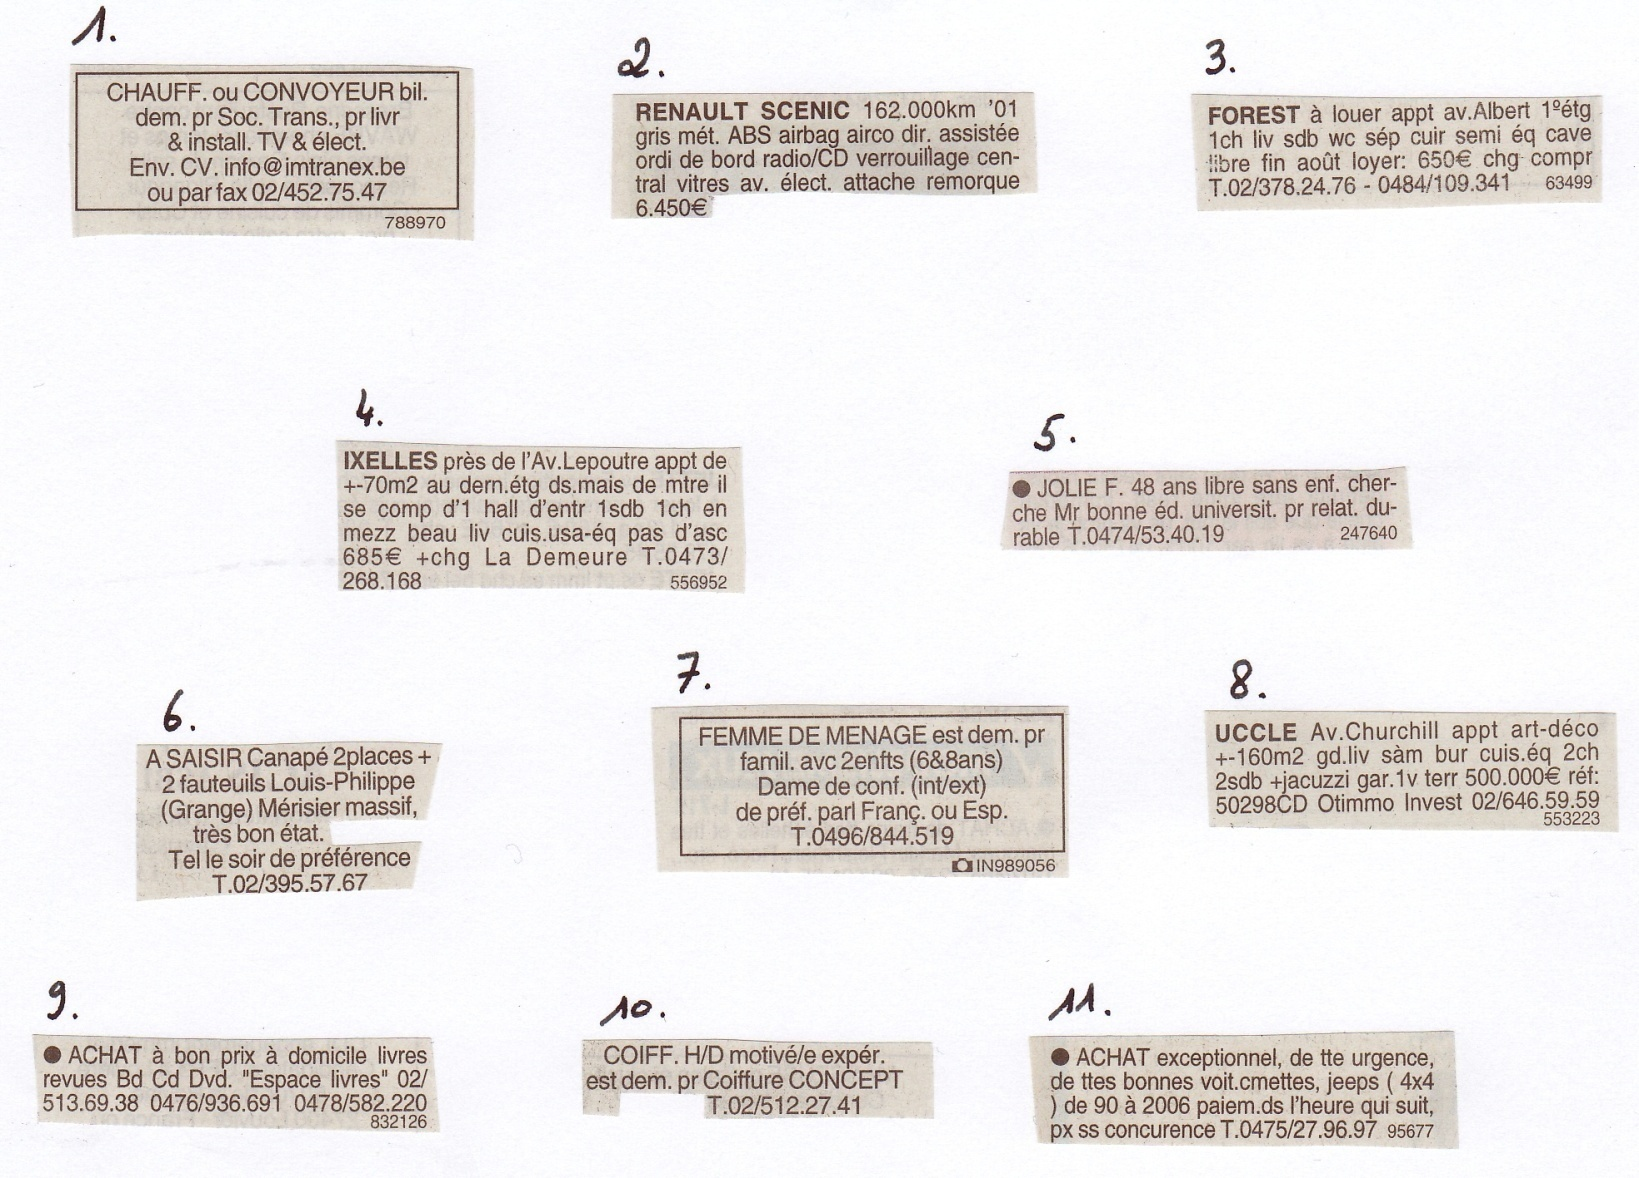 1.
CHAUFF. ou CONVOYEUR bil.
dem. pr Soc. Trans., pr livr
& install. TV & élect.
Env. CV. info@imtranex.be
ou par fax 02/452.75.47
788970
2.
RENAULT SCENIC 162.000km '01
gris mét. ABS airbag airco dir. assistée
ordi de bord radio/CD verrouillage cen-
tral vitres av. élect. attache remorque
6.450€
3.
FOREST à louer appt av.Albert 1ºétg
1ch liv sdb wc sép cuir semi éq cave
libre fin août loyer: 650€ chg compr
T.02/378.24.76 - 0484/109.341 63499
4.
IXELLES près de l'Av.Lepoutre appt de
+-70m2 au dern.étg ds.mais de mtre il
se comp d'1 hall d'entr 1sdb 1ch en
mezz beau liv cuis.usa-éq pas d'asc
685€ +chg La Demeure T.0473/
268.168 556952
5.
● JOLIE F. 48 ans libre sans enf. cher-
che Mr bonne éd. universit. pr relat. du-
rable T.0474/53.40.19 247640
6.
A SAISIR Canapé 2places +
2 fauteuils Louis-Philippe
(Grange) Mérisier massif,
très bon état.
Tel le soir de préférence
T.02/395.57.67
7.
FEMME DE MENAGE est dem. pr
famil. avc 2enfts (6&8ans)
Dame de conf. (int/ext)
de préf. parl Franç. ou Esp.
T.0496/844.519
IN989056
8.
UCCLE Av.Churchill appt art-déco
+-160m2 gd.liv sàm bur cuis.éq 2ch
2sdb +jacuzzi gar.1v terr 500.000€ réf:
50298CD Otimmo Invest 02/646.59.59
553223
9.
● ACHAT à bon prix à domicile livres
revues Bd Cd Dvd. "Espace livres" 02/
513.69.38 0476/936.691 0478/582.220
832126
10.
COIFF. H/D motivé/e expér.
est dem. pr Coiffure CONCEPT
T.02/512.27.41
11.
● ACHAT exceptionnel, de tte urgence,
de ttes bonnes voit.cmettes, jeeps ( 4x4
) de 90 à 2006 paiem.ds l'heure qui suit,
px ss concurence T.0475/27.96.97 95677